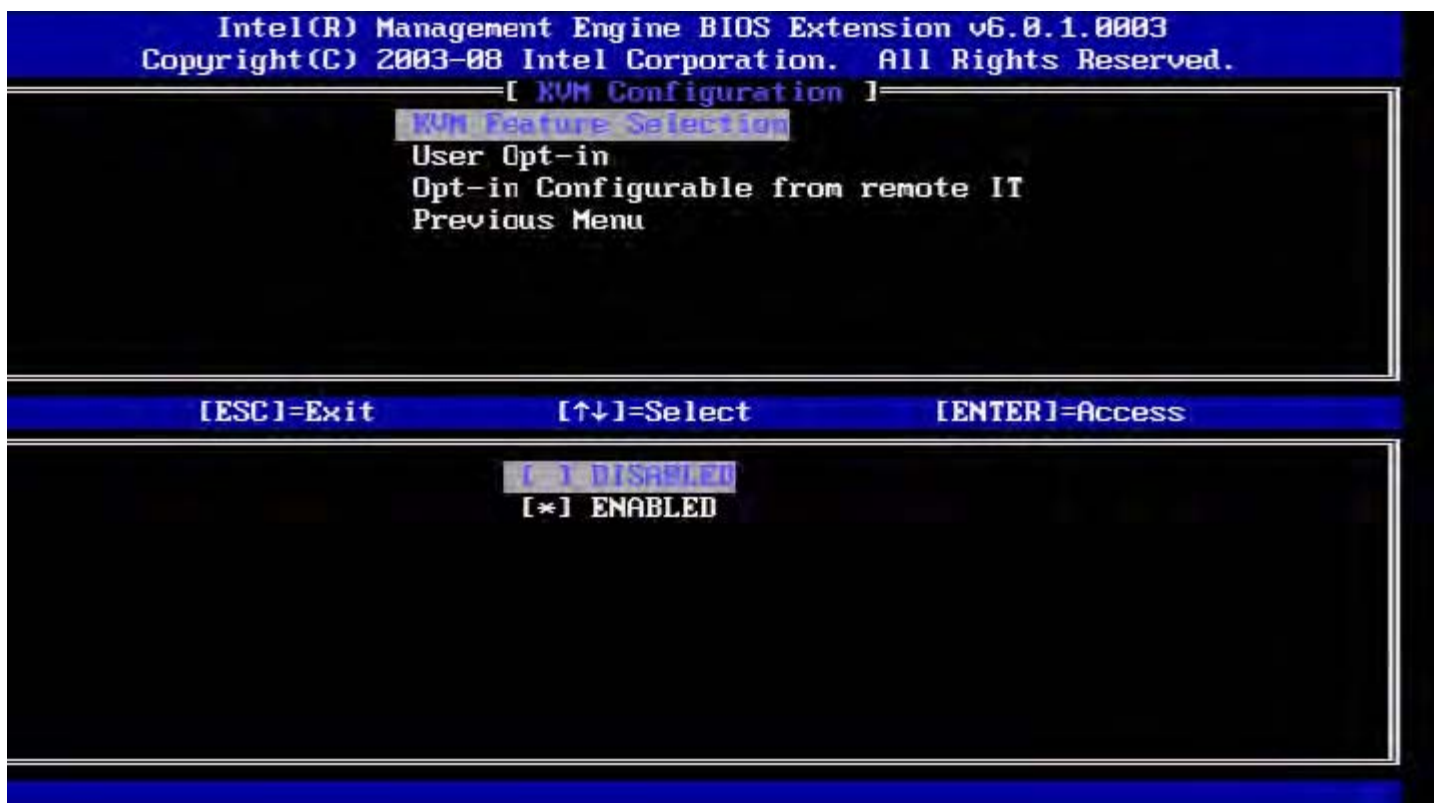 Intel(R) Management Engine BIOS Extension v6.0.1.0003
Copyright(C) 2003-08 Intel Corporation. All Rights Reserved.
[ KVM Configuration ]
KVM Feature Selection
User Opt-in
Opt-in Configurable from remote IT
Previous Menu
[ESC]=Exit [↑↓]=Select [ENTER]=Access
[ ] DISABLED
[*] ENABLED